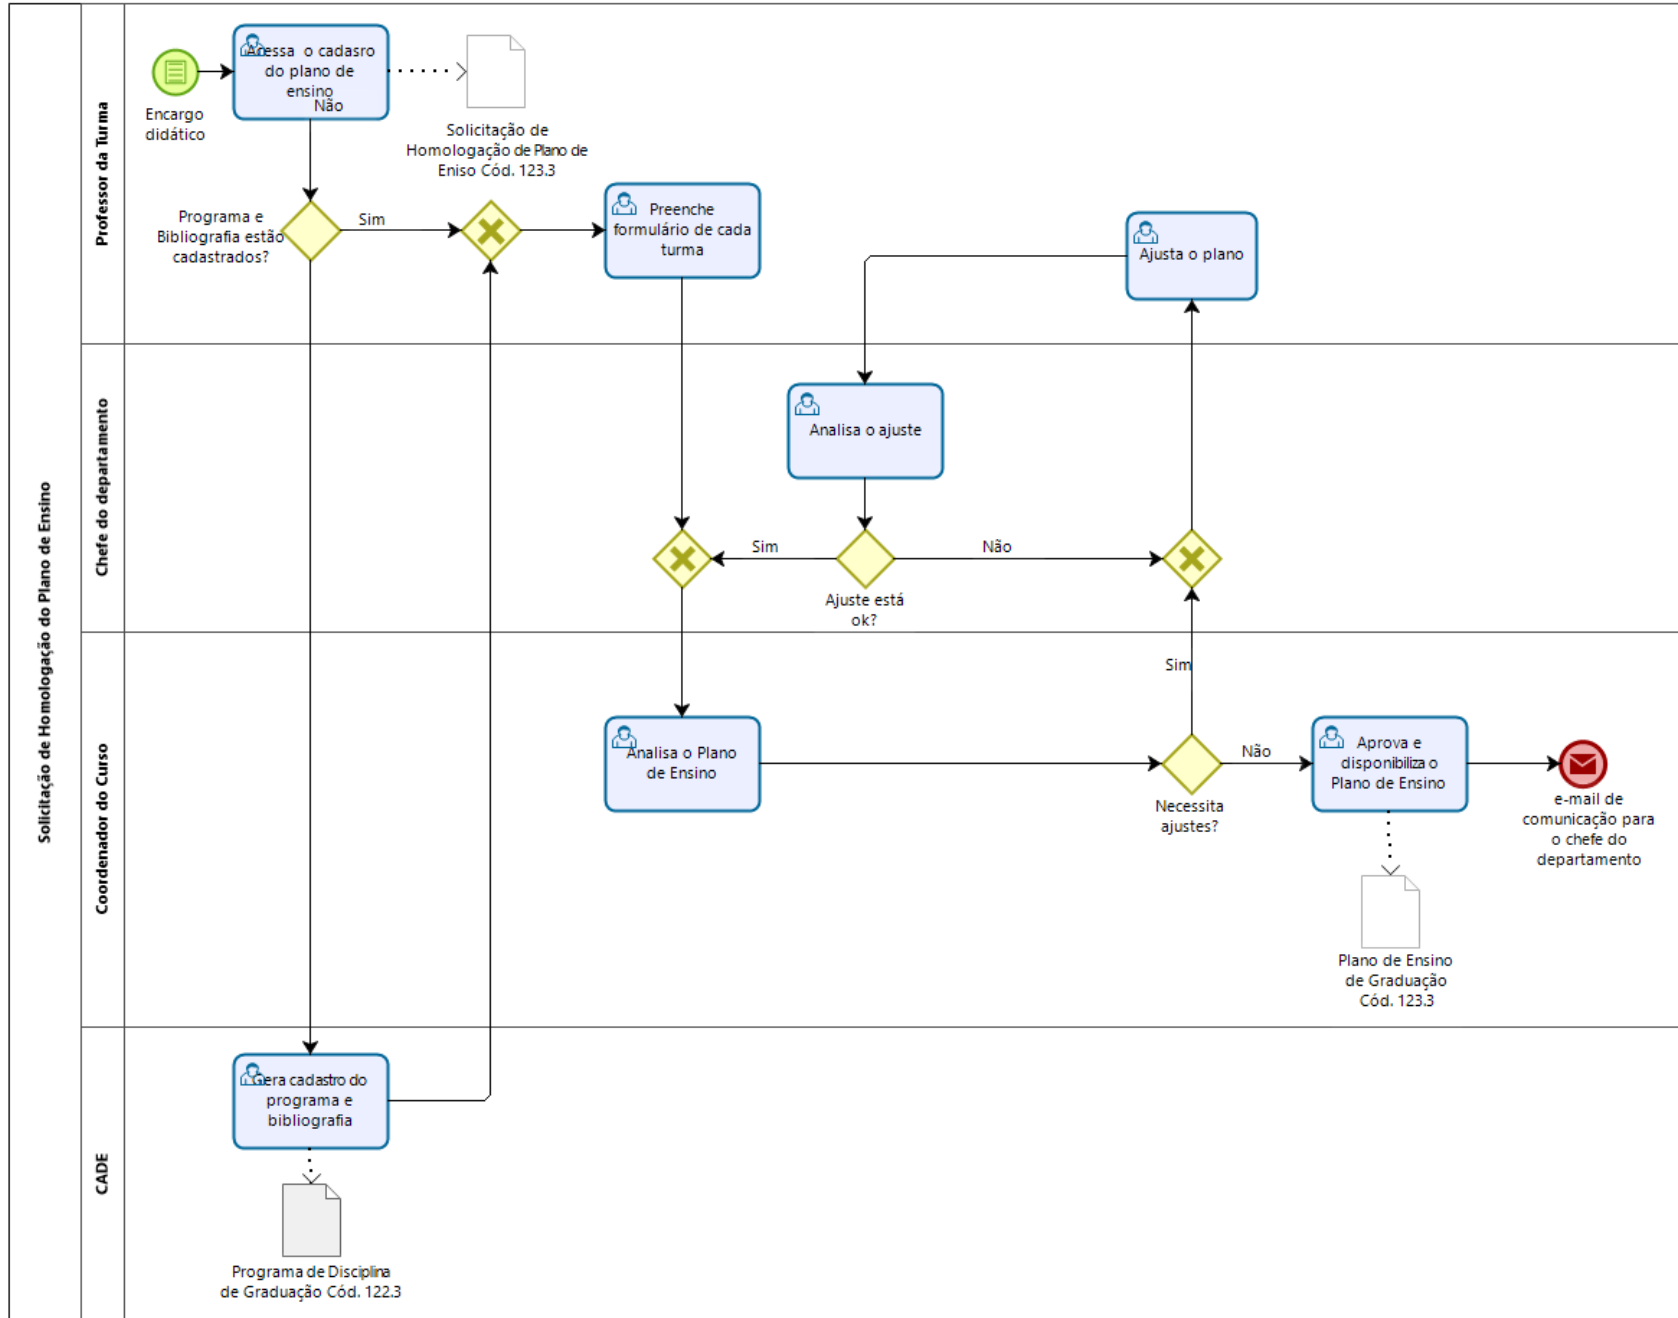 Solicitação de Homologação do Plano de Ensino
Professor da Turma
Encargo
didático
Acessa o cadasro
do plano de
ensino
Não
Solicitação de
Homologação de Plano de
Eniso Cód. 123.3
Programa e
Bibliografia estão
cadastrados?
Sim
Preenche
formulário de cada
turma
Ajusta o plano
Chefe do departamento
Analisa o ajuste
Sim
Não
Ajuste está
ok?
Coordenador do Curso
Sim
Analisa o Plano
de Ensino
Necessita
ajustes?
Não
Aprova e
disponibiliza o
Plano de Ensino
e-mail de
comunicação para
o chefe do
departamento
Plano de Ensino
de Graduação
Cód. 123.3
CADE
Gera cadastro do
programa e
bibliografia
Programa de Disciplina
de Graduação Cód. 122.3